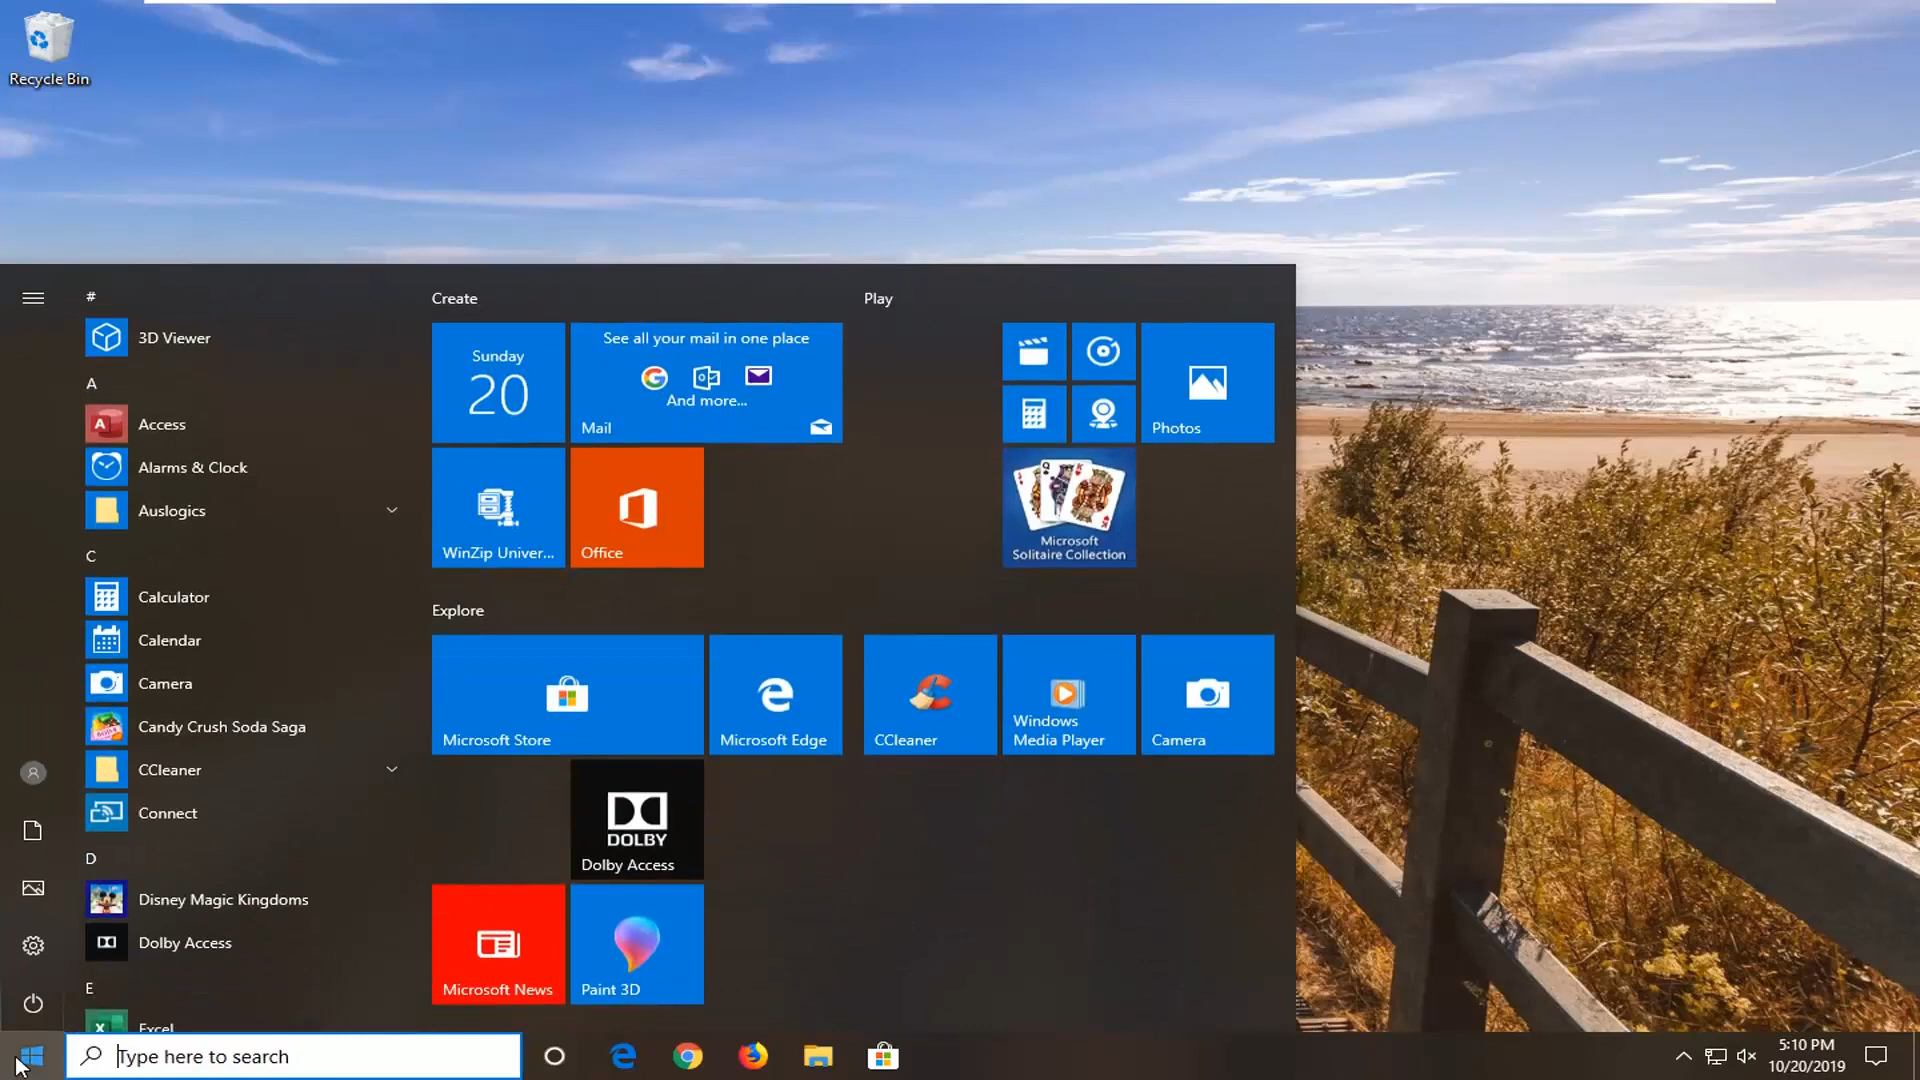 Recycle Bin
#
3D Viewer
A
Access
Alarms & Clock
Auslogics
C
Calculator
Calendar
Camera
Candy Crush Soda Saga
CCleaner
Connect
D
Disney Magic Kingdoms
Dolby Access
E
Excel
Create
Sunday
20
See all your mail in one place
And more...
Mail
WinZip Univer...
Office
Explore
Microsoft Store
Microsoft Edge
DOLBY
Dolby Access
Microsoft News
Paint 3D
Play
Photos
Microsoft
Solitaire Collection
CCleaner
Windows
Media Player
Camera
Type here to search
5:10 PM
10/20/2019